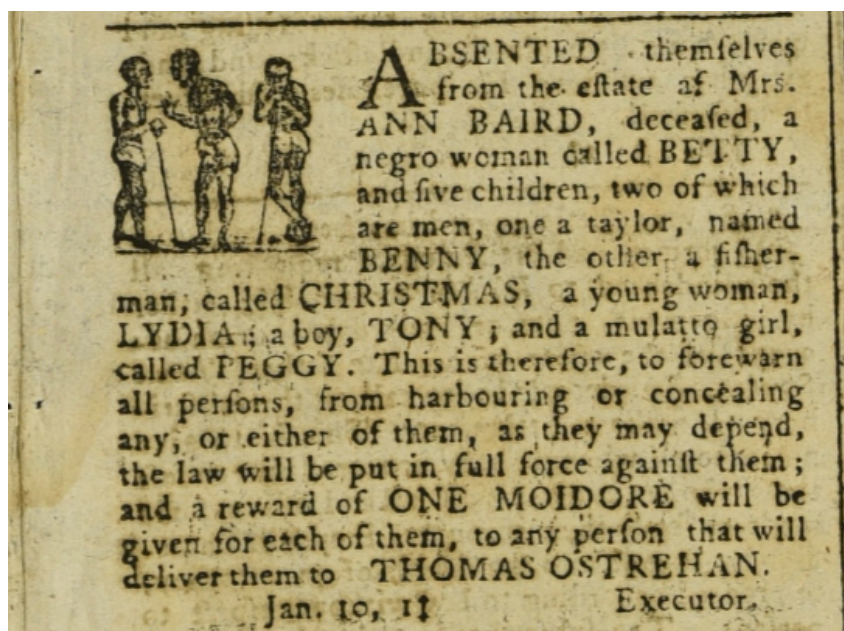 ABSENTED themſelves
from the eſtate af Mrs.
ANN BAIRD, deceaſed, a
negro woman called BETTY,
and five children, two of which
are men, one a taylor, named
BENNY, the other a fiſher-
man, called CHRISTMAS, a young woman,
LYDIA; a boy, TONY; and a mulatto girl,
called PEGGY. This is therefore, to forewarn
all perſons, from harbouring or concealing
any, or either of them, as they may depend,
the law will be put in full force againſt them;
and a reward of ONE MOIDORE will be
given for each of them, to any perſon that will
deliver them to THOMAS OSTREHAN.
Jan. 10, 1‡ Executor.